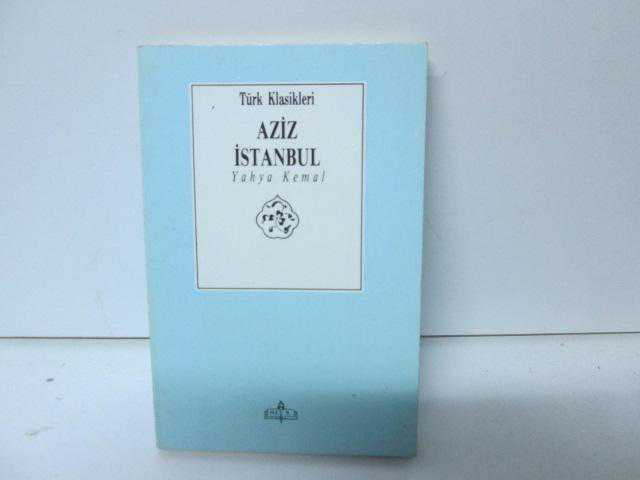 Türk Klasikleri
AZİZ
İSTANBUL
Yahya Kemal